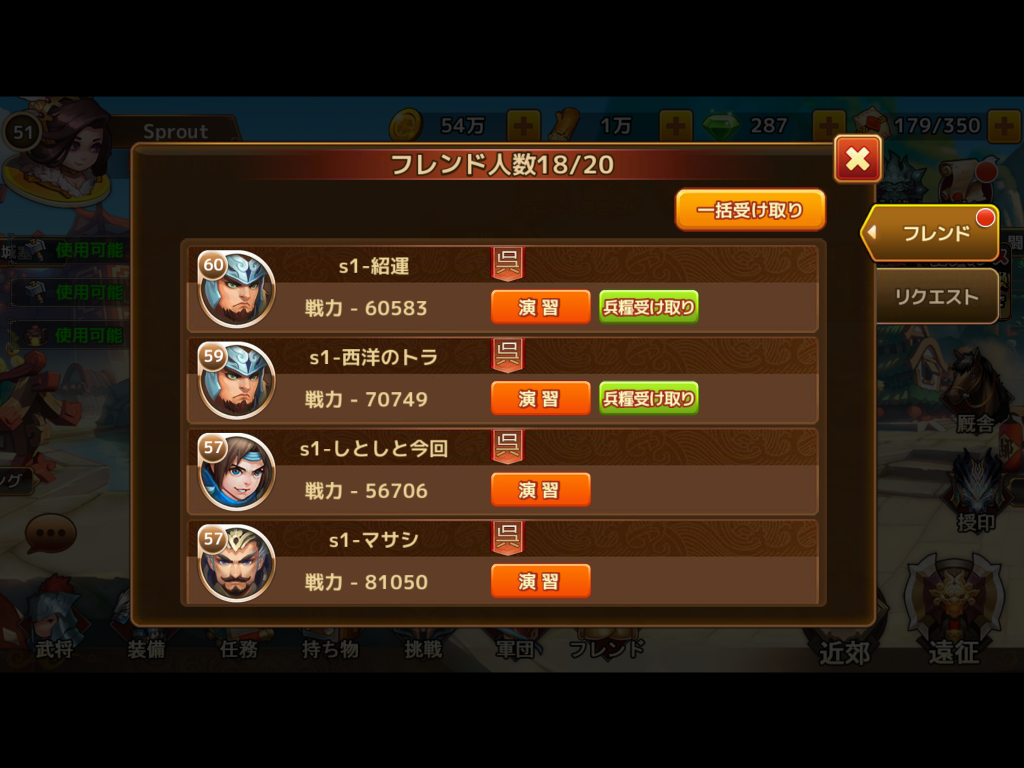 51
Sprout
54万
1万
287
179/350
フレンド人数18/20
一括受け取り
フレンド
リクエスト
使用可能
使用可能
使用可能
60
s1-紹運
呉
戦力 - 60583
演習
兵糧受け取り
59
s1-西洋のトラ
呉
戦力 - 70749
演習
兵糧受け取り
57
s1-しとしと今回
呉
戦力 - 56706
演習
57
s1-マサシ
呉
戦力 - 81050
演習
厩舎
授印
武将
装備
任務
持ち物
挑戦
軍団
フレンド
近郊
遠征